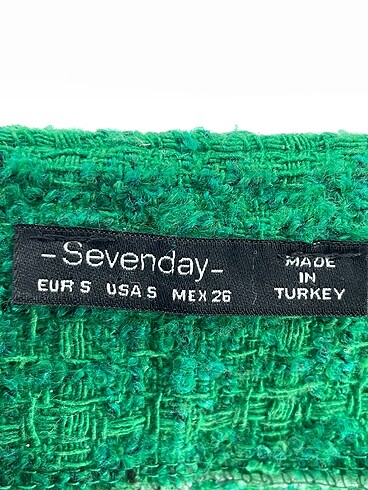 -Sevenday-
EUR S USA S MEX 26
MADE
IN
TURKEY